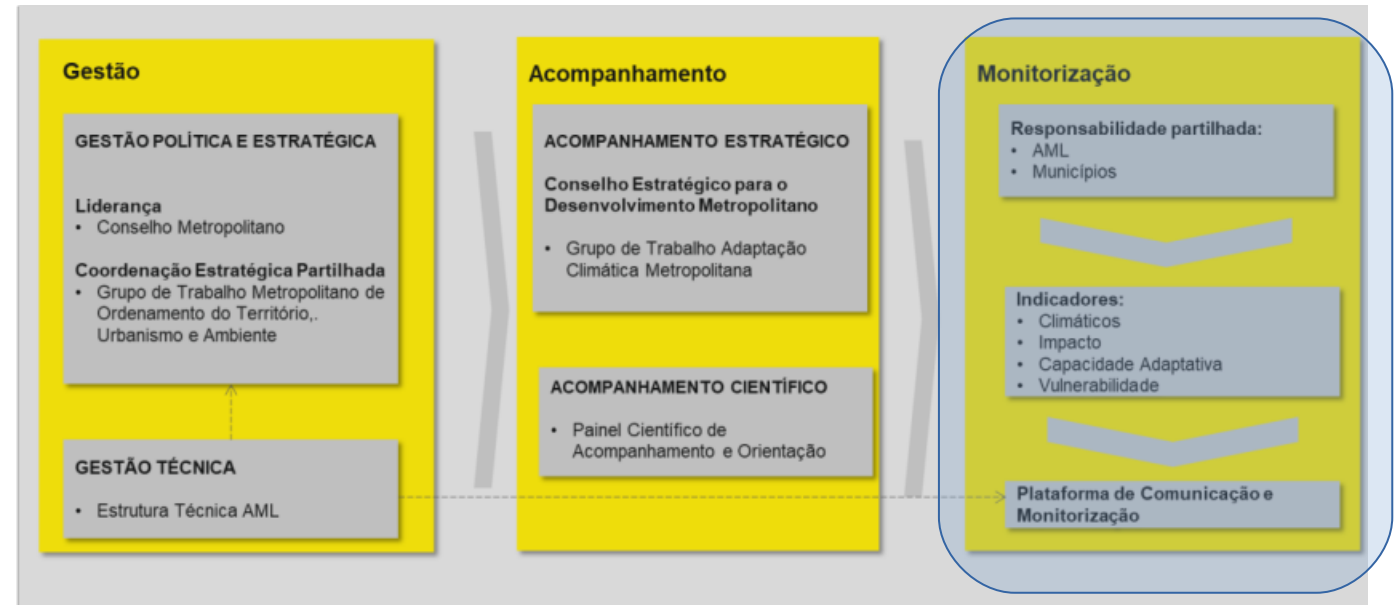 Gestão
GESTÃO POLÍTICA E ESTRATÉGICA
Liderança
• Conselho Metropolitano
Coordenação Estratégica Partilhada
• Grupo de Trabalho Metropolitano de
Ordenamento do Território,.
Urbanismo e Ambiente
GESTÃO TÉCNICA
• Estrutura Técnica AML
Acompanhamento
ACOMPANHAMENTO ESTRATÉGICO
Conselho Estratégico para o
Desenvolvimento Metropolitano
• Grupo de Trabalho Adaptação
Climática Metropolitana
ACOMPANHAMENTO CIENTÍFICO
• Painel Científico de
Acompanhamento e Orientação
Monitorização
Responsabilidade partilhada:
• AML
• Municípios
Indicadores:
• Climáticos
• Impacto
• Capacidade Adaptativa
• Vulnerabilidade
Plataforma de Comunicação e
Monitorização